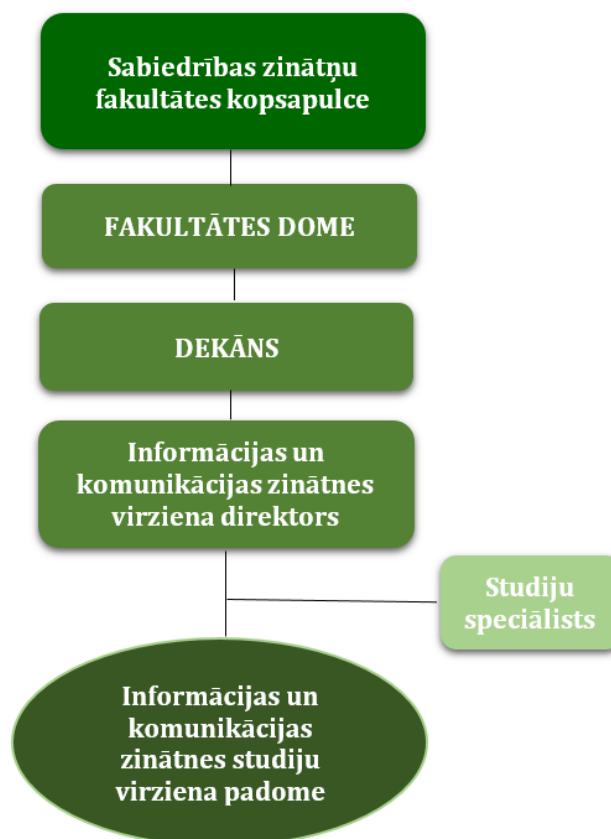 Sabiedrības zinātņu
fakultātes kopsapulce
FAKULTĀTES DOME
DEKĀNS
Informācijas un
komunikācijas zinātnes
virziena direktors
Studiju
speciālists
Informācijas un
komunikācijas
zinātnes studiju
virziena padome